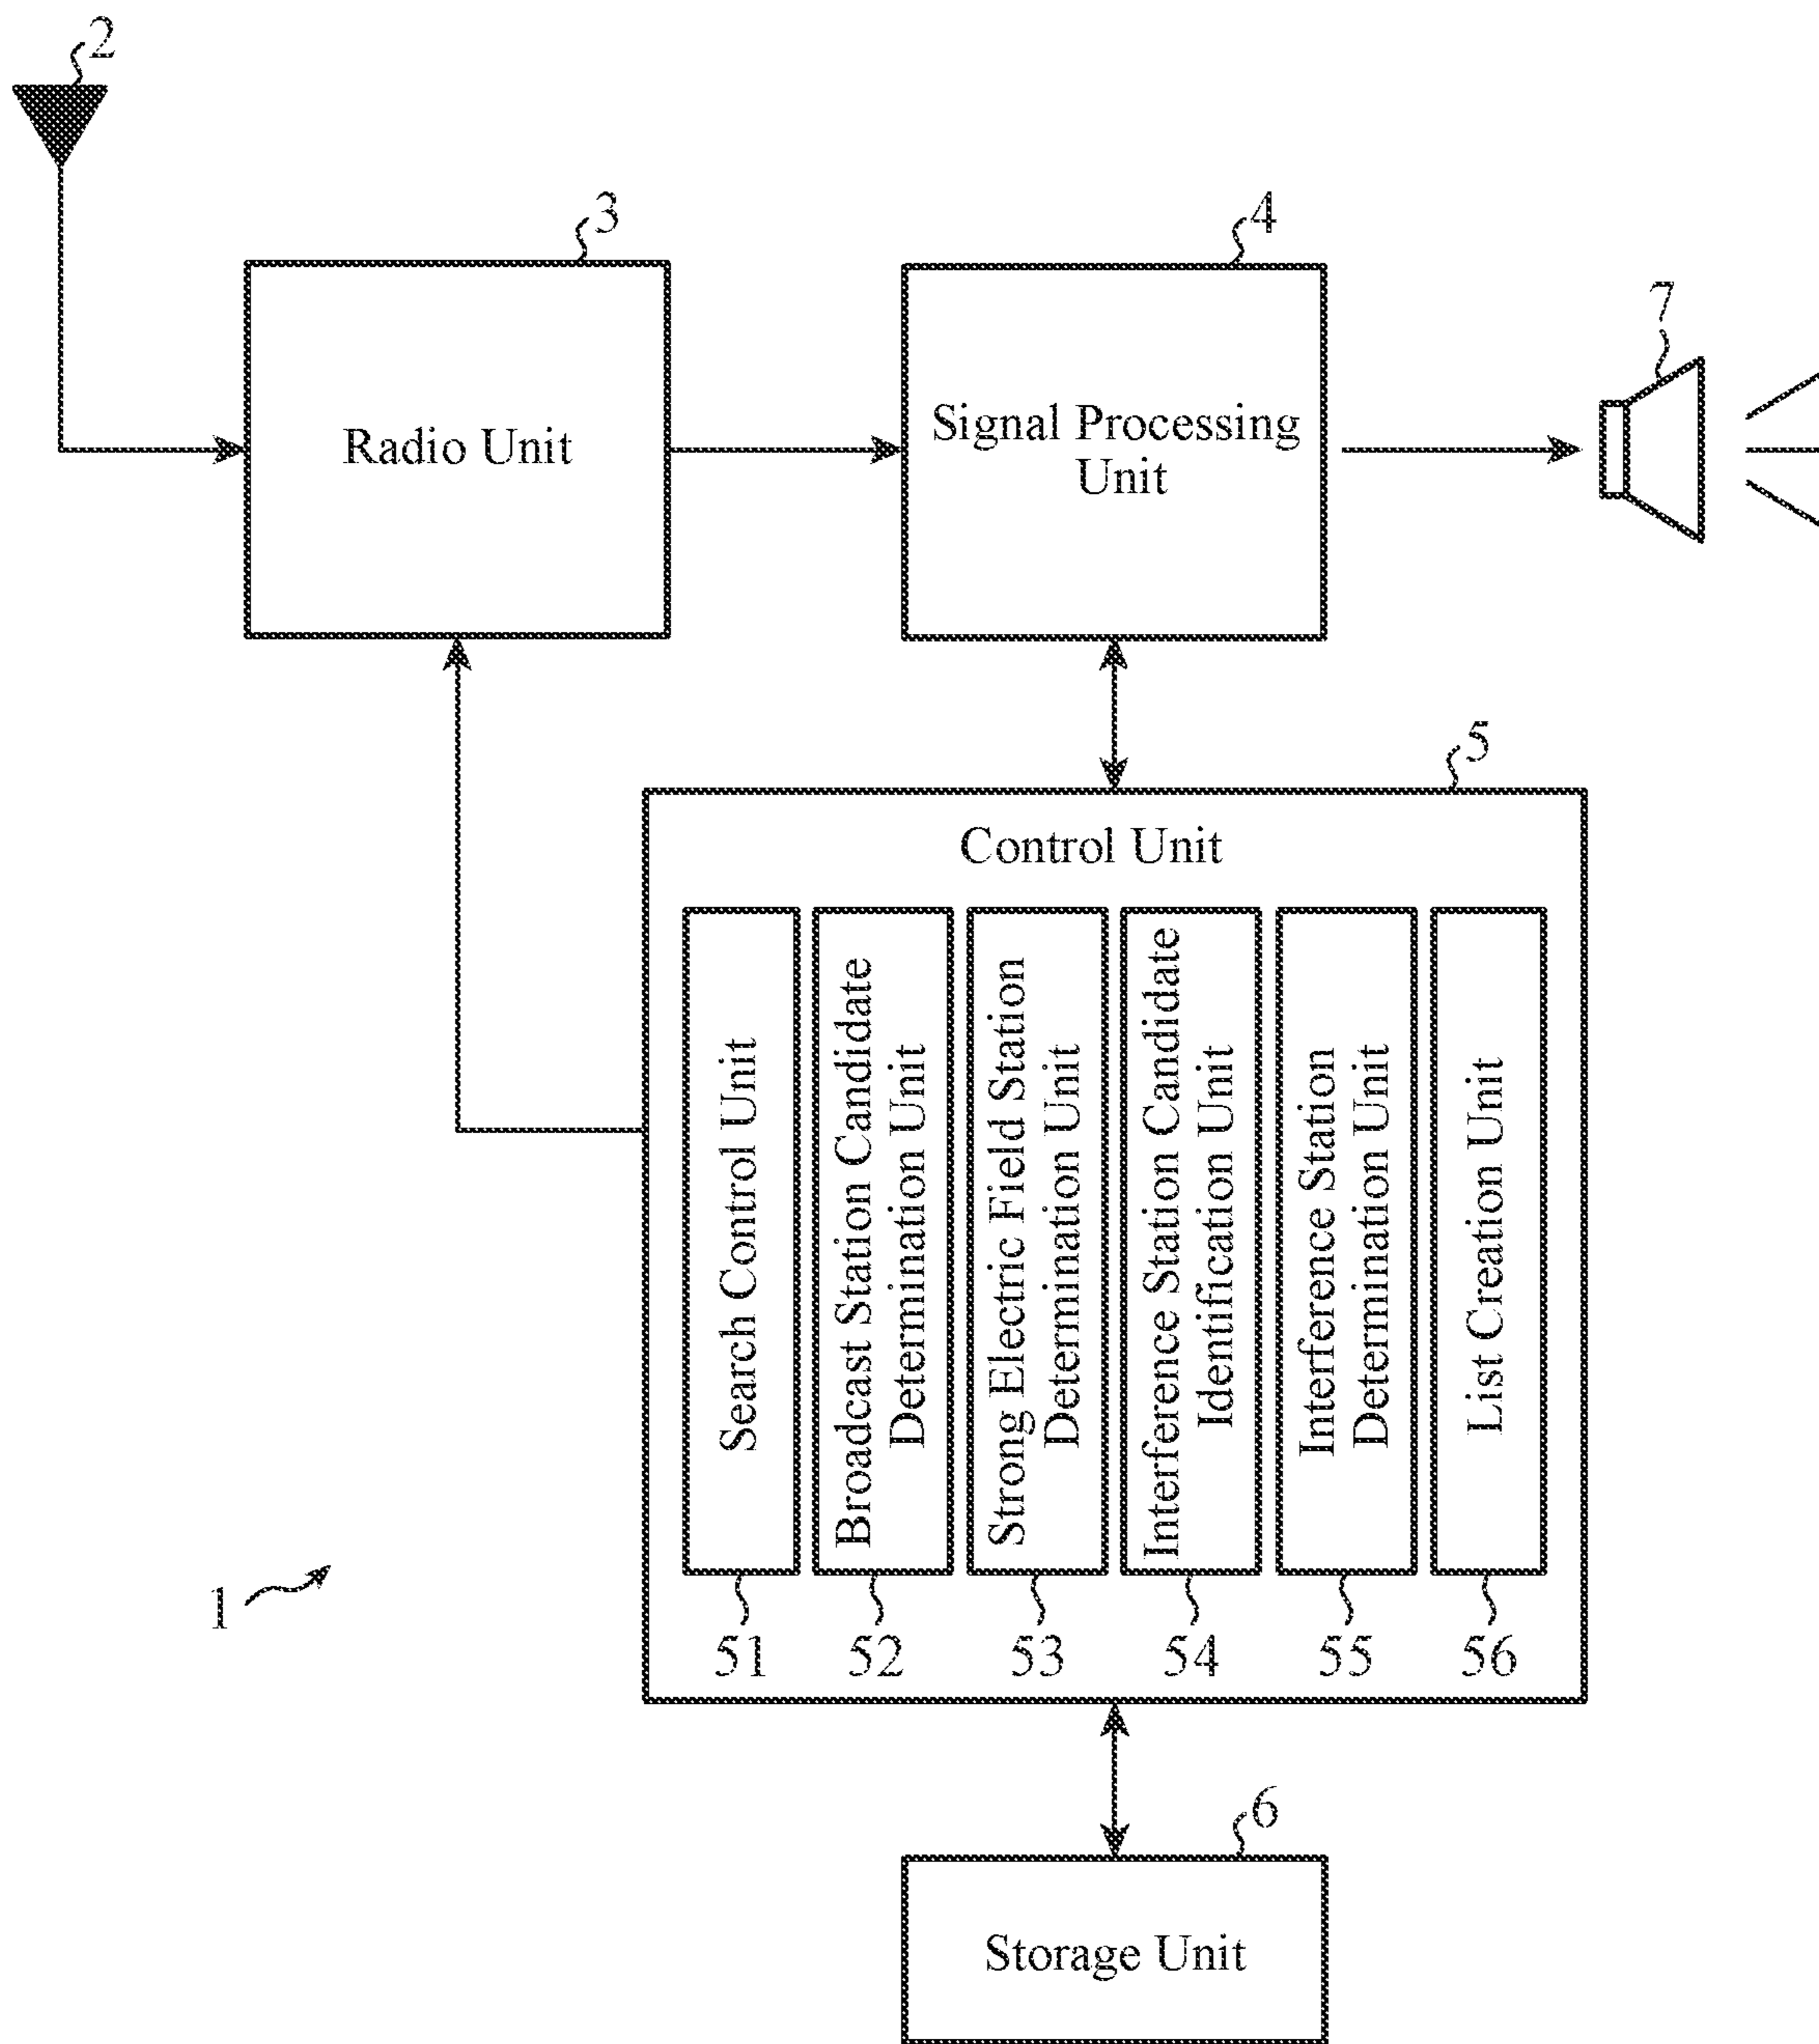 2
3
4
7
Radio Unit
Signal Processing
Unit
5
Control Unit
Search Control Unit
Broadcast Station Candidate
Determination Unit
Strong Electric Field Station
Determination Unit
Interference Station Candidate
Identification Unit
Interference Station
Determination Unit
List Creation Unit
1
51
52
53
54
55
56
6
Storage Unit